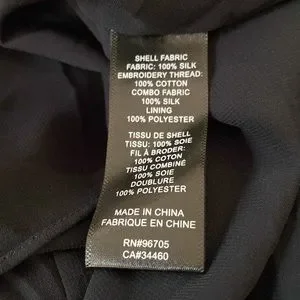 SHELL FABRIC
FABRIC: 100% SILK
EMBROIDERY THREAD:
100% COTTON
COMBO FABRIC
100% SILK
LINING
100% POLYESTER
TISSU DE SHELL
TISSU: 100% SOIE
FIL À BRODER:
100% COTON
TISSU COMBINÉ
100% SOIE
DOUBLURE
100% POLYESTER
MADE IN CHINA
FABRIQUE EN CHINE
RN#96705
CA#34460